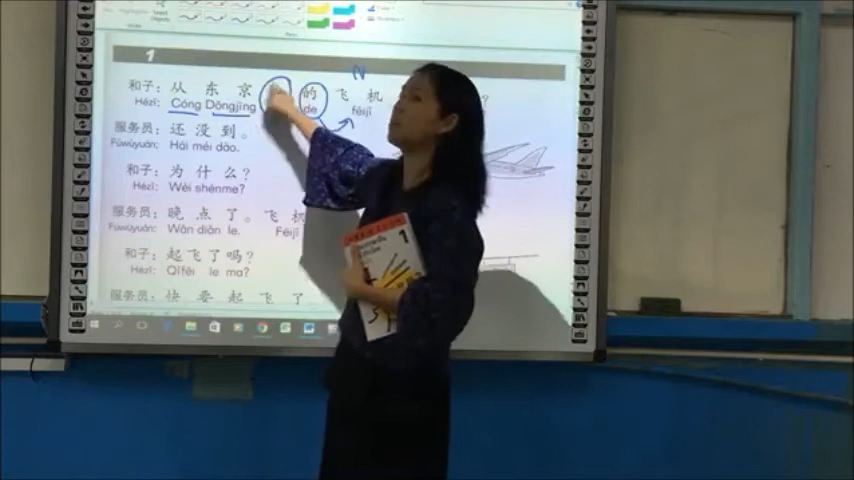 1
N
和子：从 东 京 的 飞 机 ?
Hézǐ: Cóng Dōngjīng de fēijī
服务员：还 没 到。
Fúwùyuán: Hái méi dào.
和子：为 什 么?
Hézǐ: Wèi shénme?
服务员：晚 点 了。飞 机
Fúwùyuán: Wǎn diǎn le. Fēijī
和子：起 飞 了 吗?
Hézǐ: Qǐfēi le ma?
服务员：快 要 起 飞 了
1